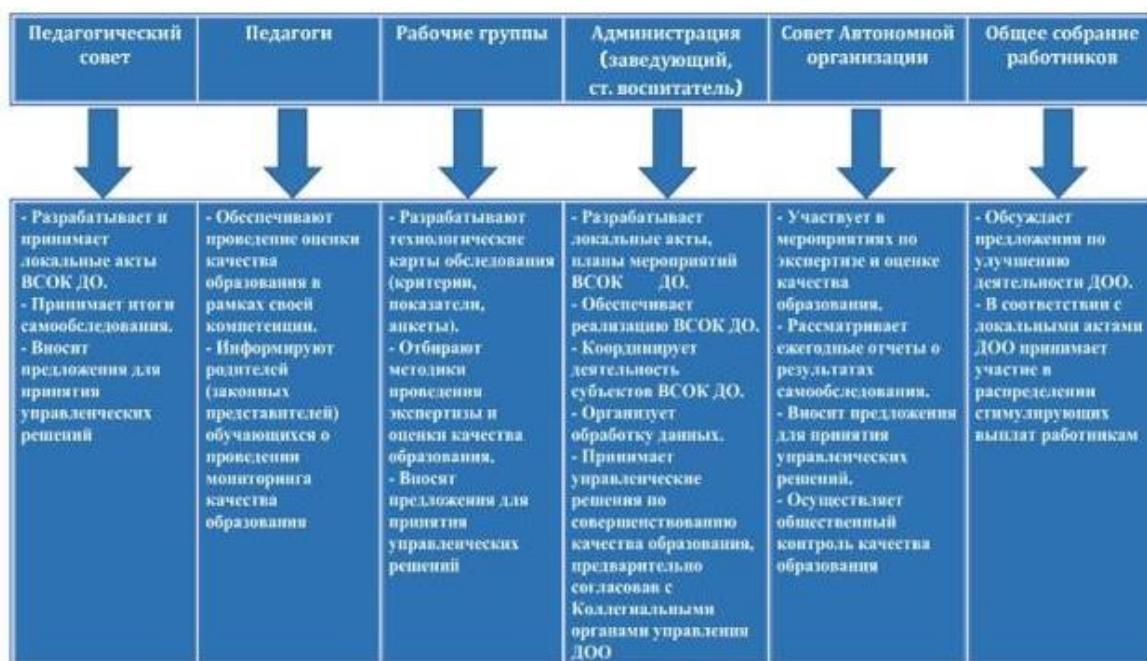 Педагогический
совет
Педагоги
Рабочие группы
Администрация
(заведующий,
ст. воспитатель)
Совет Автономной
организации
Общее собрание
работников
- Разрабатывает и
принимает
локальные акты
ВСОК ДО.
- Принимает итоги
самообследования.
- Вносит
предложения для
принятия
управленческих
решений
- Обеспечивают
проведение оценки
качества
образования в
рамках своей
компетенции.
- Информируют
родителей
(законных
представителей)
обучающихся о
проведении
мониторинга
качества
образования
- Разрабатывают
технологические
карты обследования
(критерии,
показатели,
анкеты).
- Отбирают
методики
проведения
экспертизы и
оценки качества
образования.
- Вносят
предложения для
принятия
управленческих
решений
- Разрабатывает
локальные акты,
планы мероприятий
ВСОК ДО.
- Обеспечивает
реализацию ВСОК ДО.
- Координирует
деятельность
субъектов ВСОК ДО.
- Организует
обработку данных.
- Принимает
управленческие
решения по
совершенствованию
качества образования,
предварительно
согласовав с
Коллегиальными
органами управления
ДОО
- Участвует в
мероприятиях по
экспертизе и оценке
качества
образования.
- Рассматривает
ежегодные отчеты о
результатах
самообследования.
- Вносит предложения
для принятия
управленческих
решений.
- Осуществляет
общественный
контроль качества
образования
- Обсуждает
предложения по
улучшению
деятельности ДОО.
- В соответствии с
локальными актами
ДОО принимает
участие в
распределении
стимулирующих
выплат работникам